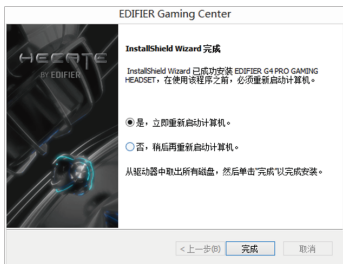 EDIFIER Gaming Center
HECATE
BY EDIFIER
InstallShield Wizard 完成
InstallShield Wizard 已成功安装 EDIFIER G4 PRO GAMING
HEADSET，在使用该程序之前，必须重新启动计算机。
是，立即重新启动计算机。
否，稍后再重新启动计算机。
从驱动器中取出所有磁盘，然后单击“完成”以完成安装。
<上一步(B)
完成
取消